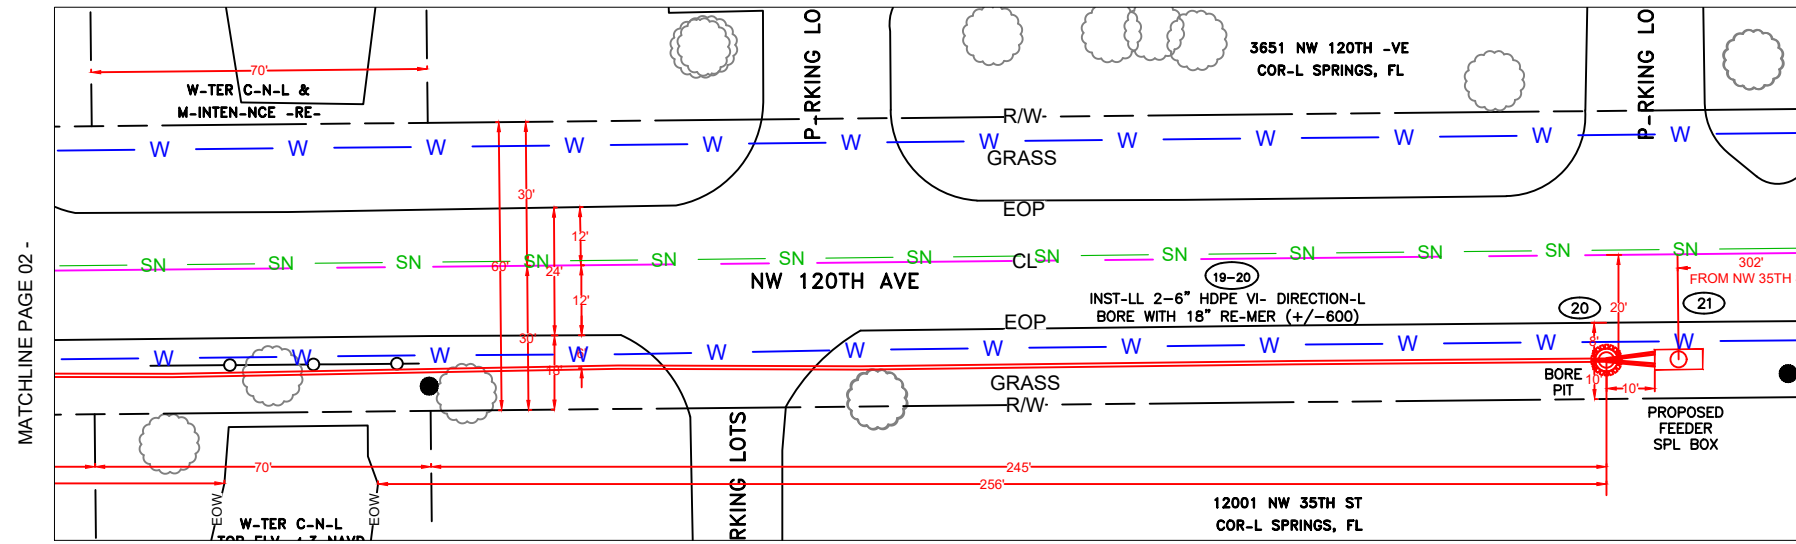 MATCHLINE PAGE 02 -
70'
W-TER C-N-L &
M-INTEN-NCE -RE-
P-RKING LO
3651 NW 120TH -VE
COR-L SPRINGS, FL
P-RKING LO
R/W-
W W W W W W W W W W W W
GRASS
30'
EOP
12'
SN SN SN SN SN SN SN SN SN SN SN SN SN
60'
24'
CL
NW 120TH AVE
19-20
302'
FROM NW 35TH
12'
INST-LL 2-6" HDPE VI- DIRECTION-L
BORE WITH 18" RE-MER (+/-600)
20
20'
21
EOP
30'
8'
W W W W W W W W W W W W
GRASS
R/W-
BORE
PIT
10'
10'
PROPOSED
FEEDER
SPL BOX
RKING LOTS
70'
245'
256'
EOW
EOW
W-TER C-N-L
TOP ELV. +3 NAVD
12001 NW 35TH ST
COR-L SPRINGS, FL